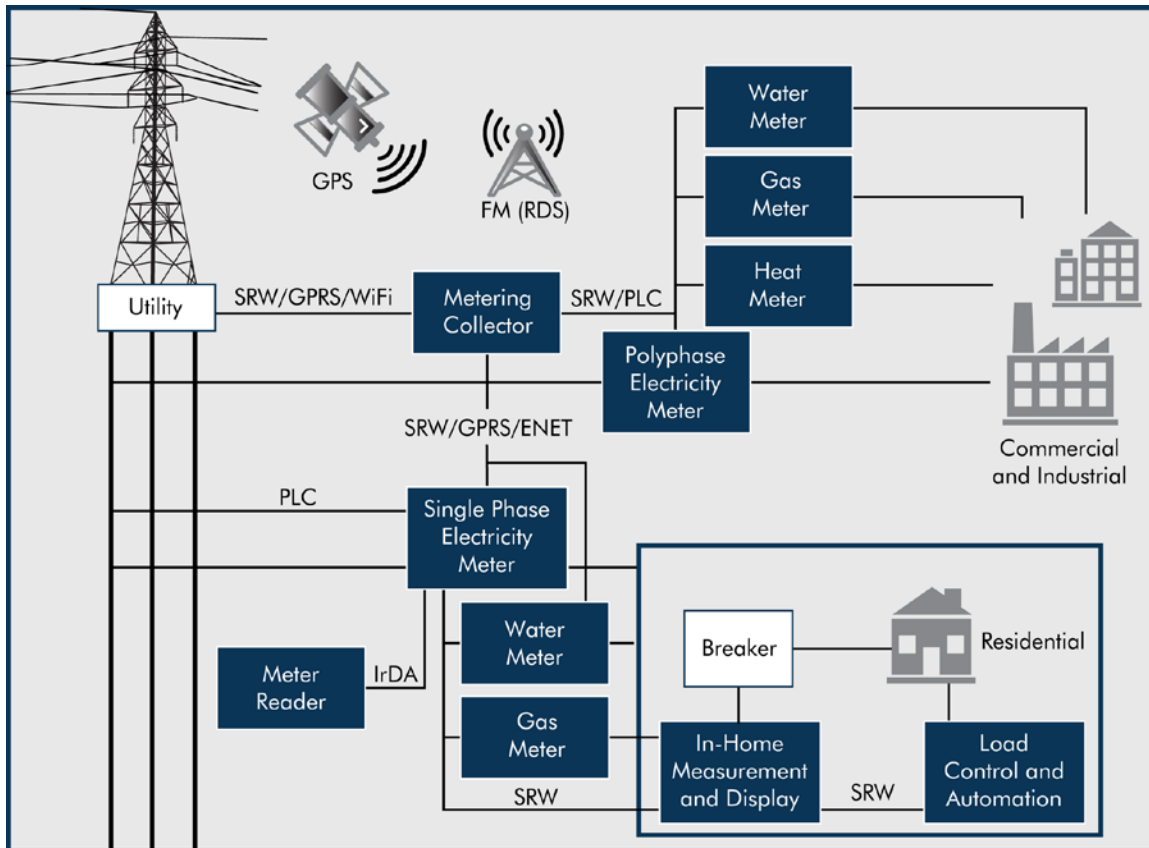 GPS
FM (RDS)
Water
Meter
Gas
Meter
Heat
Meter
Utility
SRW/GPRS/WiFi
Metering
Collector
SRW/PLC
Polyphase
Electricity
Meter
Commercial
and Industrial
SRW/GPRS/ENET
PLC
Single Phase
Electricity
Meter
Water
Meter
Breaker
Residential
Meter
Reader
IrDA
Gas
Meter
In-Home
Measurement
and Display
Load
Control and
Automation
SRW
SRW